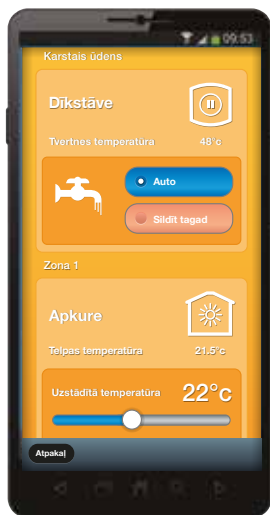 09:53
Karstais ūdens
Dīkstāve
Tvertnes temperatūra 48°c
Auto
Sildīt tagad
Zona 1
Apkure
Telpas temperatūra 21.5°c
Uzstādītā temperatūra 22°c
Atpakaļ